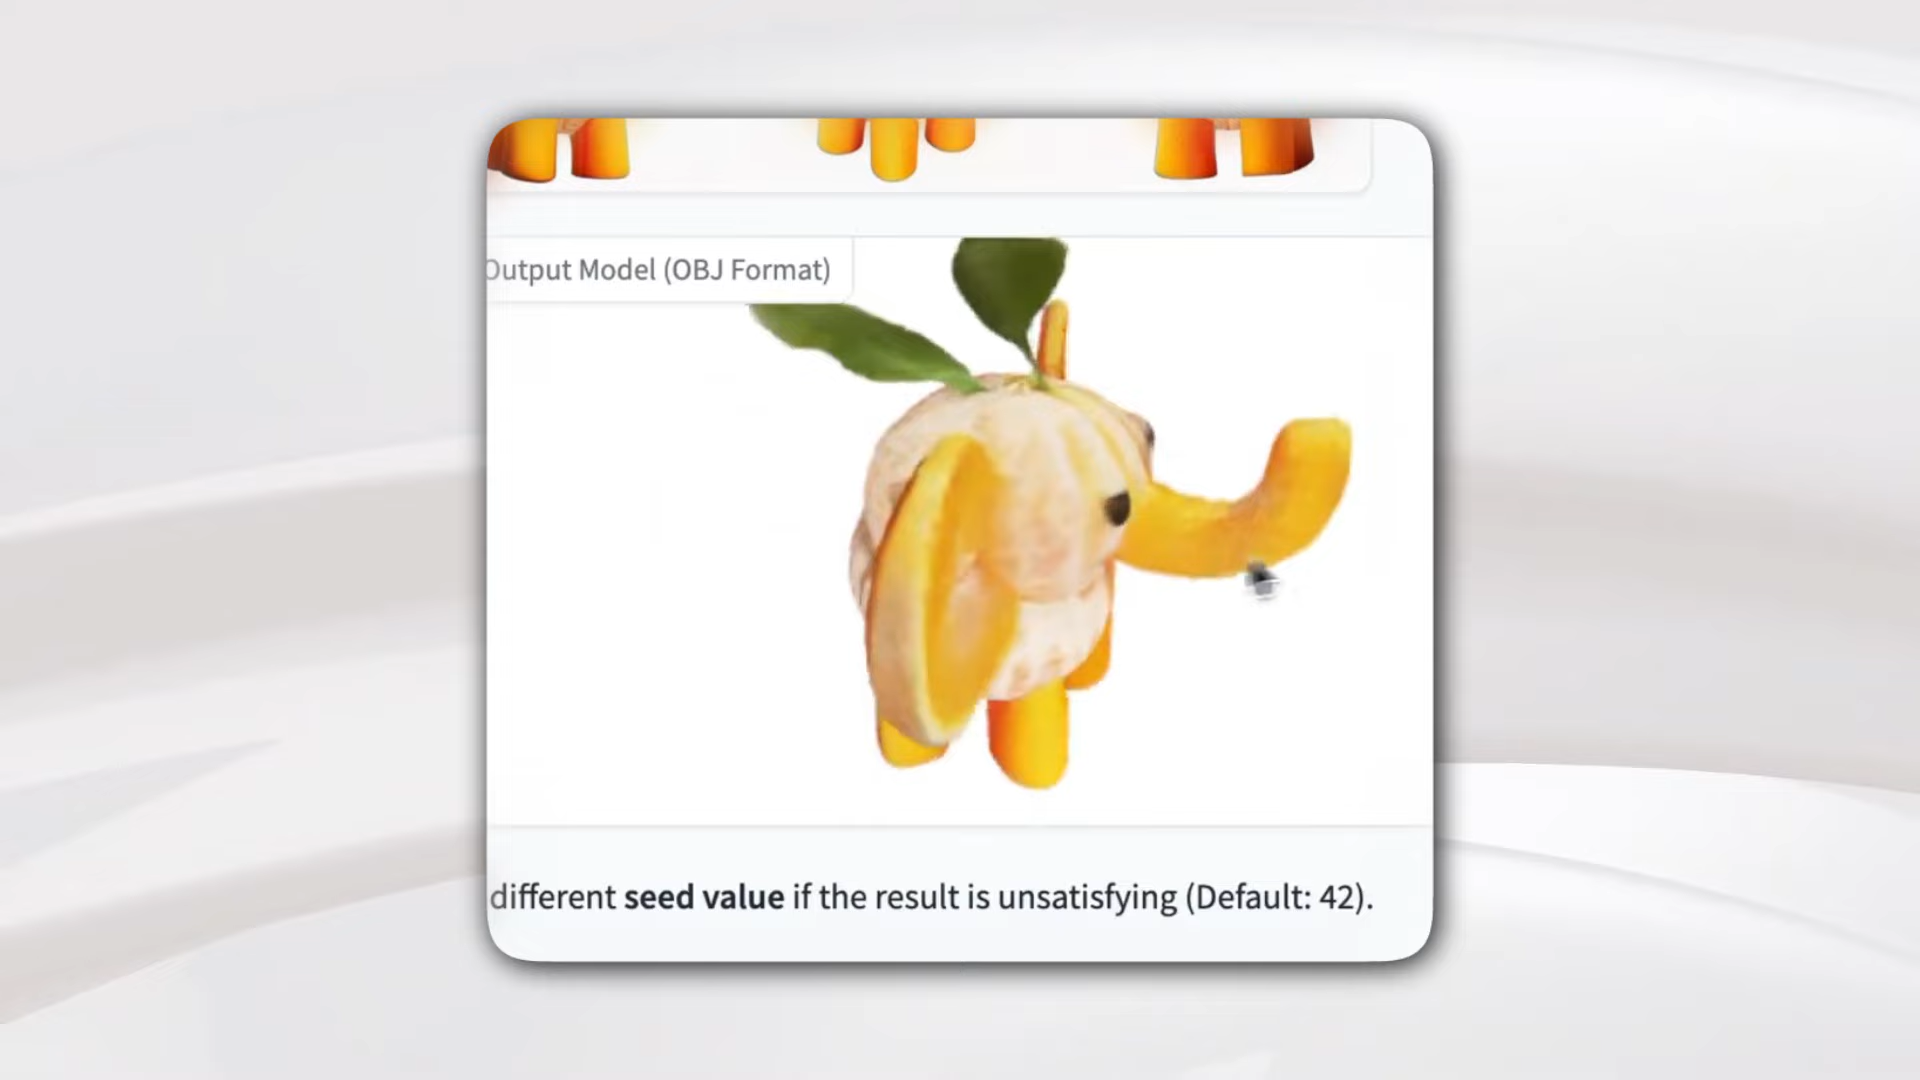 Output Model (OBJ Format)
different seed value if the result is unsatisfying (Default: 42).